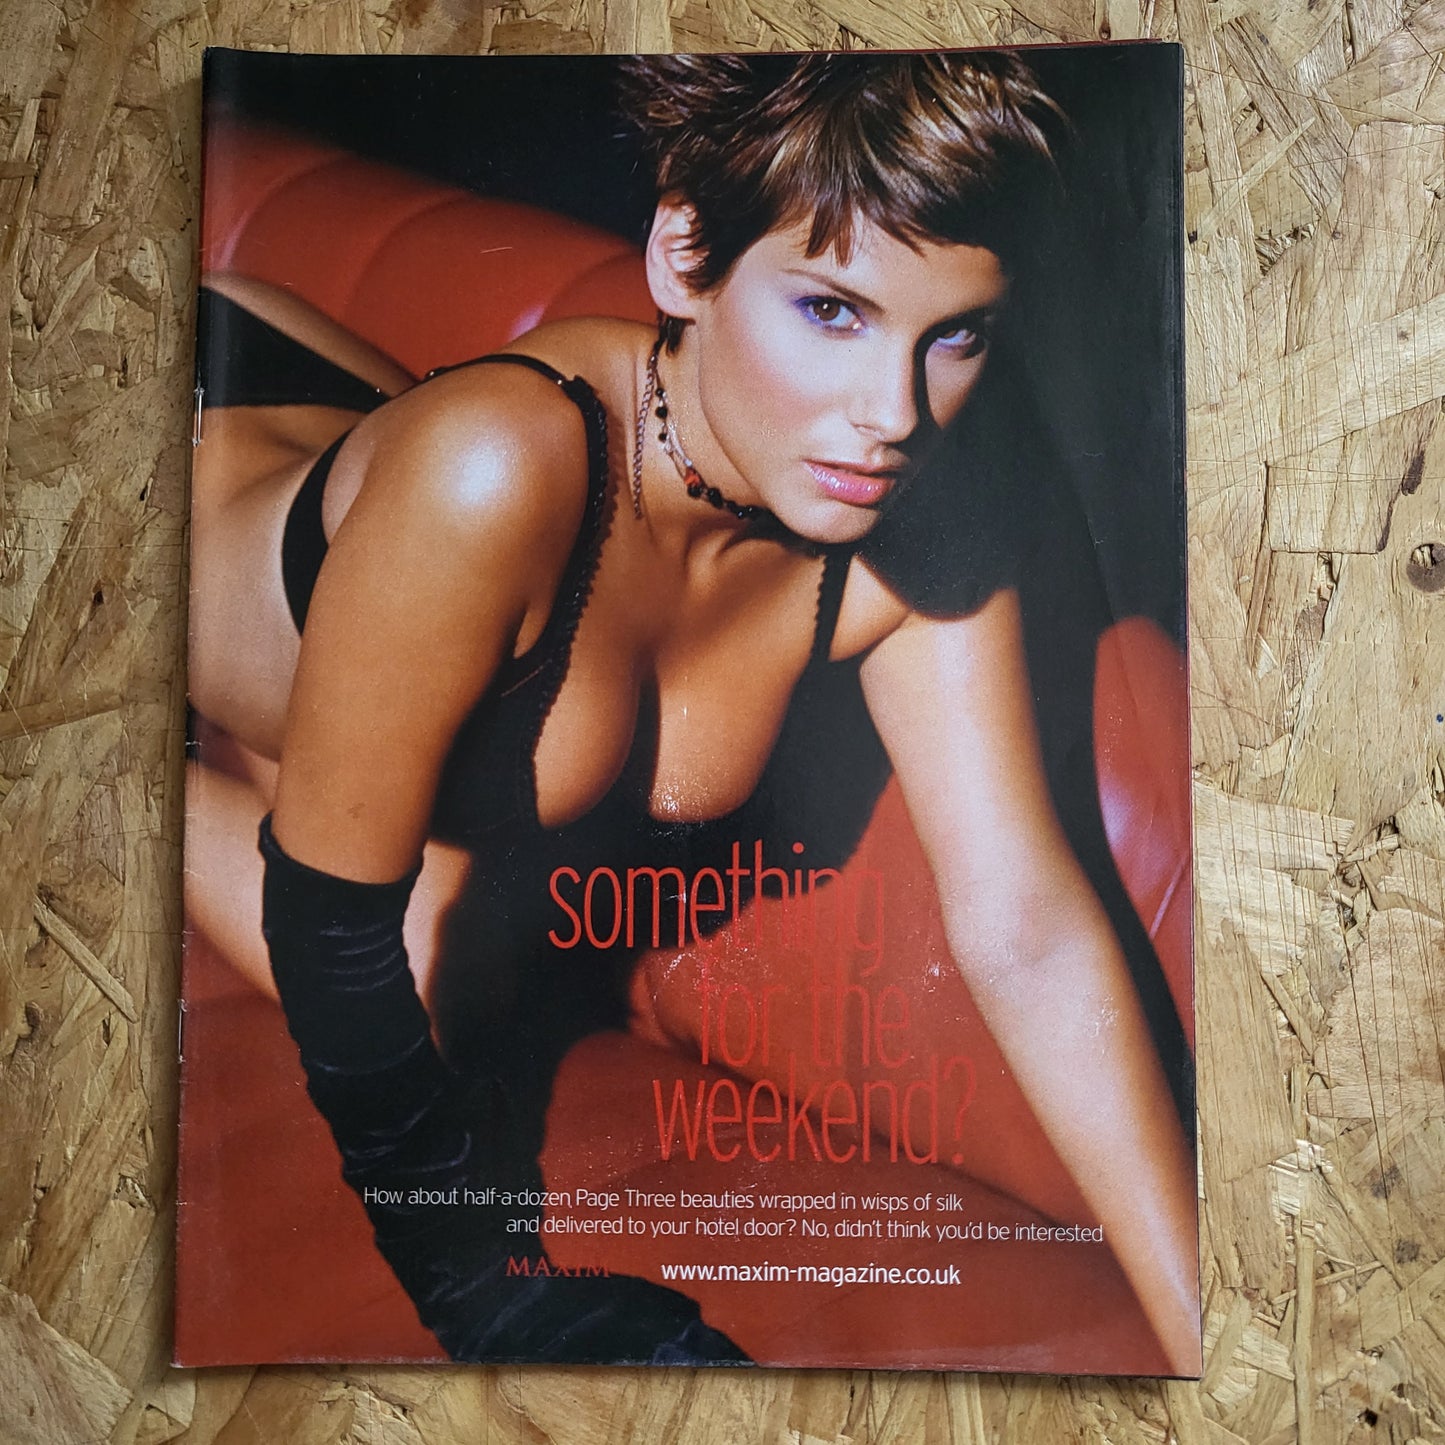 something
for the
weekend?
How about half-a-dozen Page Three beauties wrapped in wisps of silk
and delivered to your hotel door? No, didn't think you'd be interested
MAXIM www.maxim-magazine.co.uk